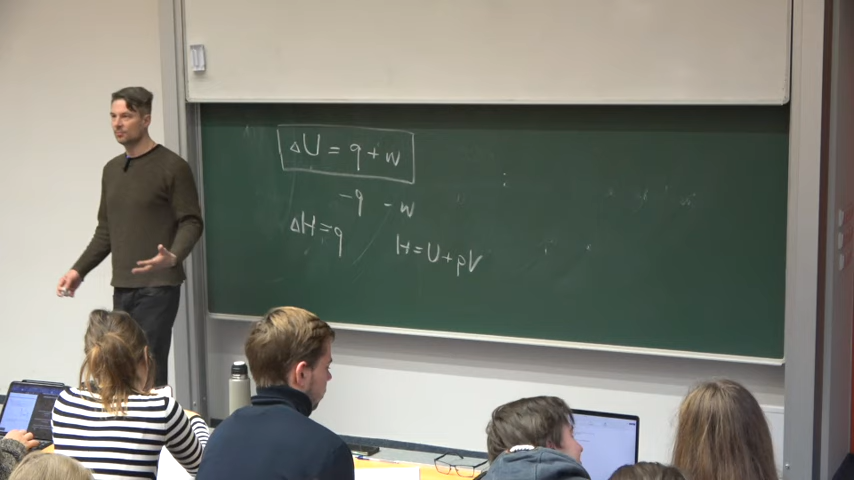 ΔU = q + w
-q - w
ΔH = q
H = U + pV